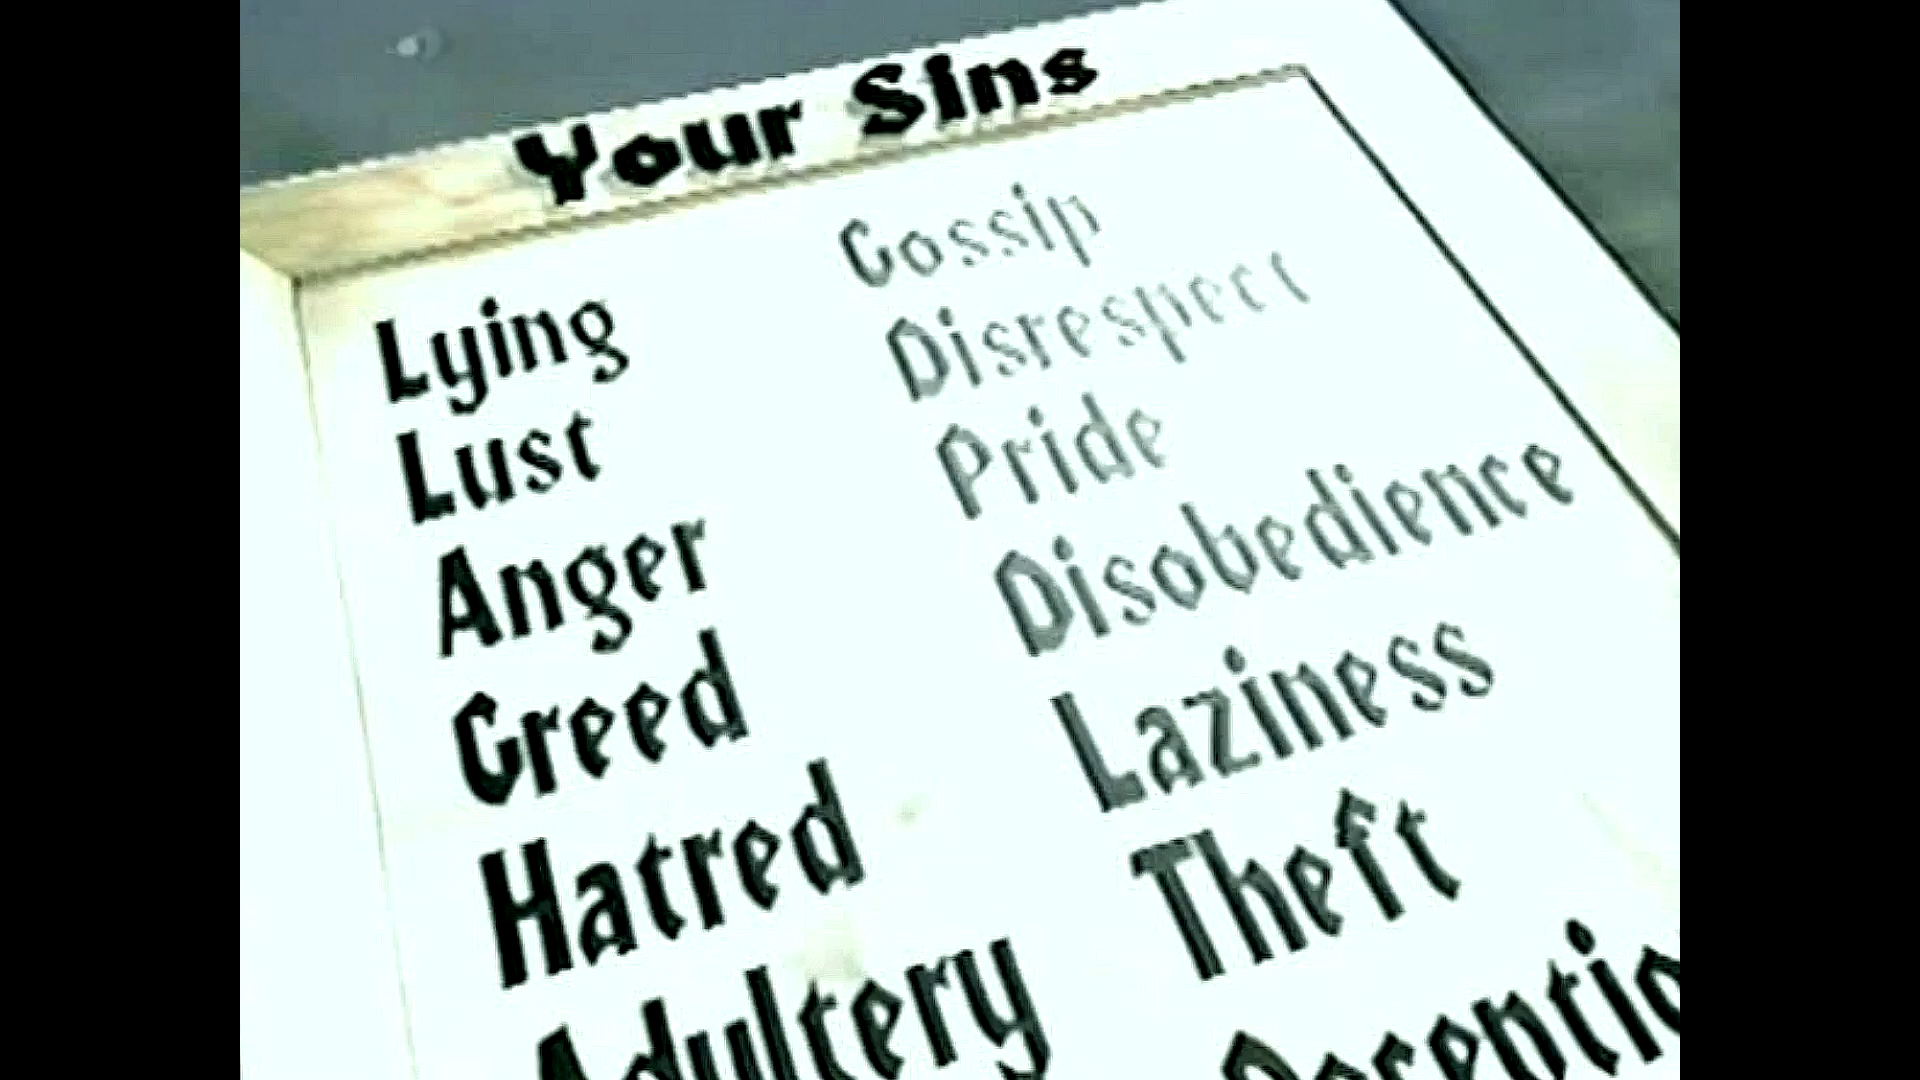 Your Sins
Lying
Lust
Anger
Greed
Hatred
Adultery
Gossip
Disrespect
Pride
Disobedience
Laziness
Theft